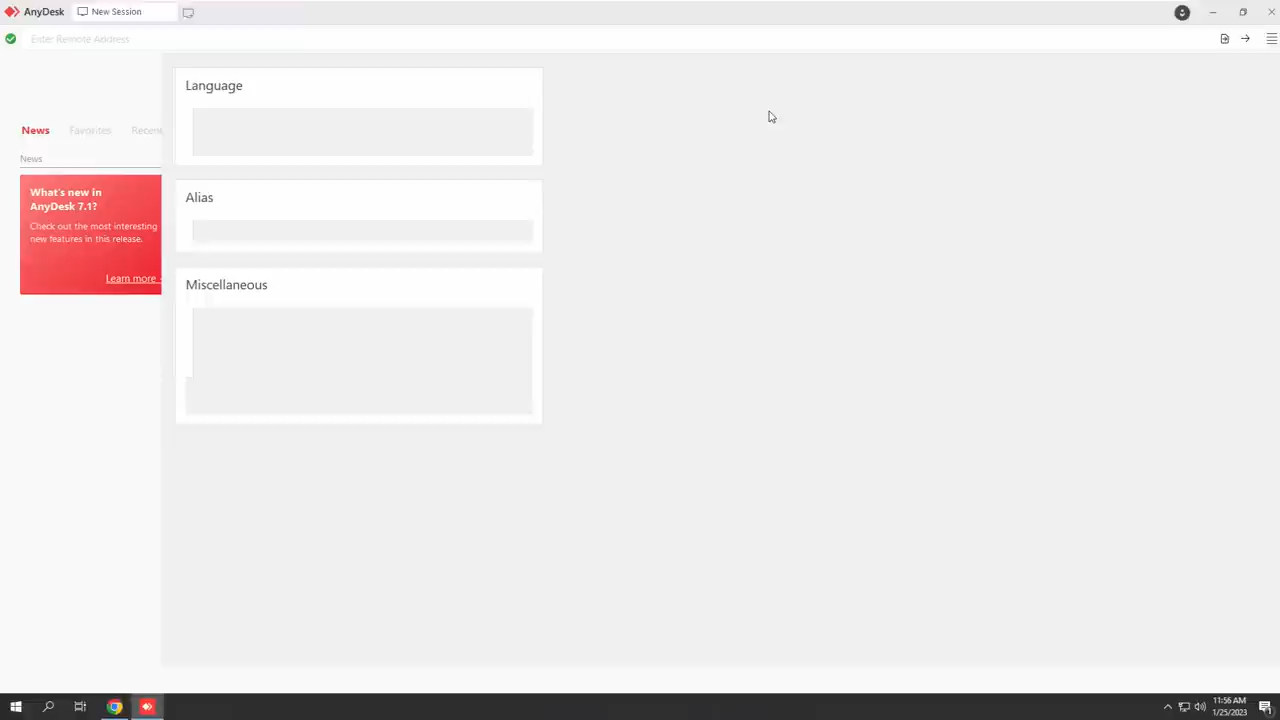 AnyDesk
New Session
Enter Remote Address
News
Favorites
News
What's new in
AnyDesk 7.1?
Check out the most interesting
new features in this release.
Learn more
Language
Alias
Miscellaneous
11:56 AM
1/25/2023